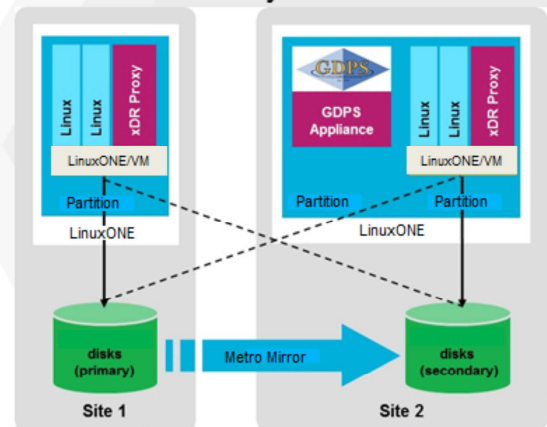 Linux
Linux
xDR Proxy
LinuxONE/VM
Partition
LinuxONE
GDPS
GDPS
Appliance
Linux
Linux
xDR Proxy
LinuxONE/VM
Partition
Partition
LinuxONE
disks
(primary)
Metro Mirror
disks
(secondary)
Site 1
Site 2